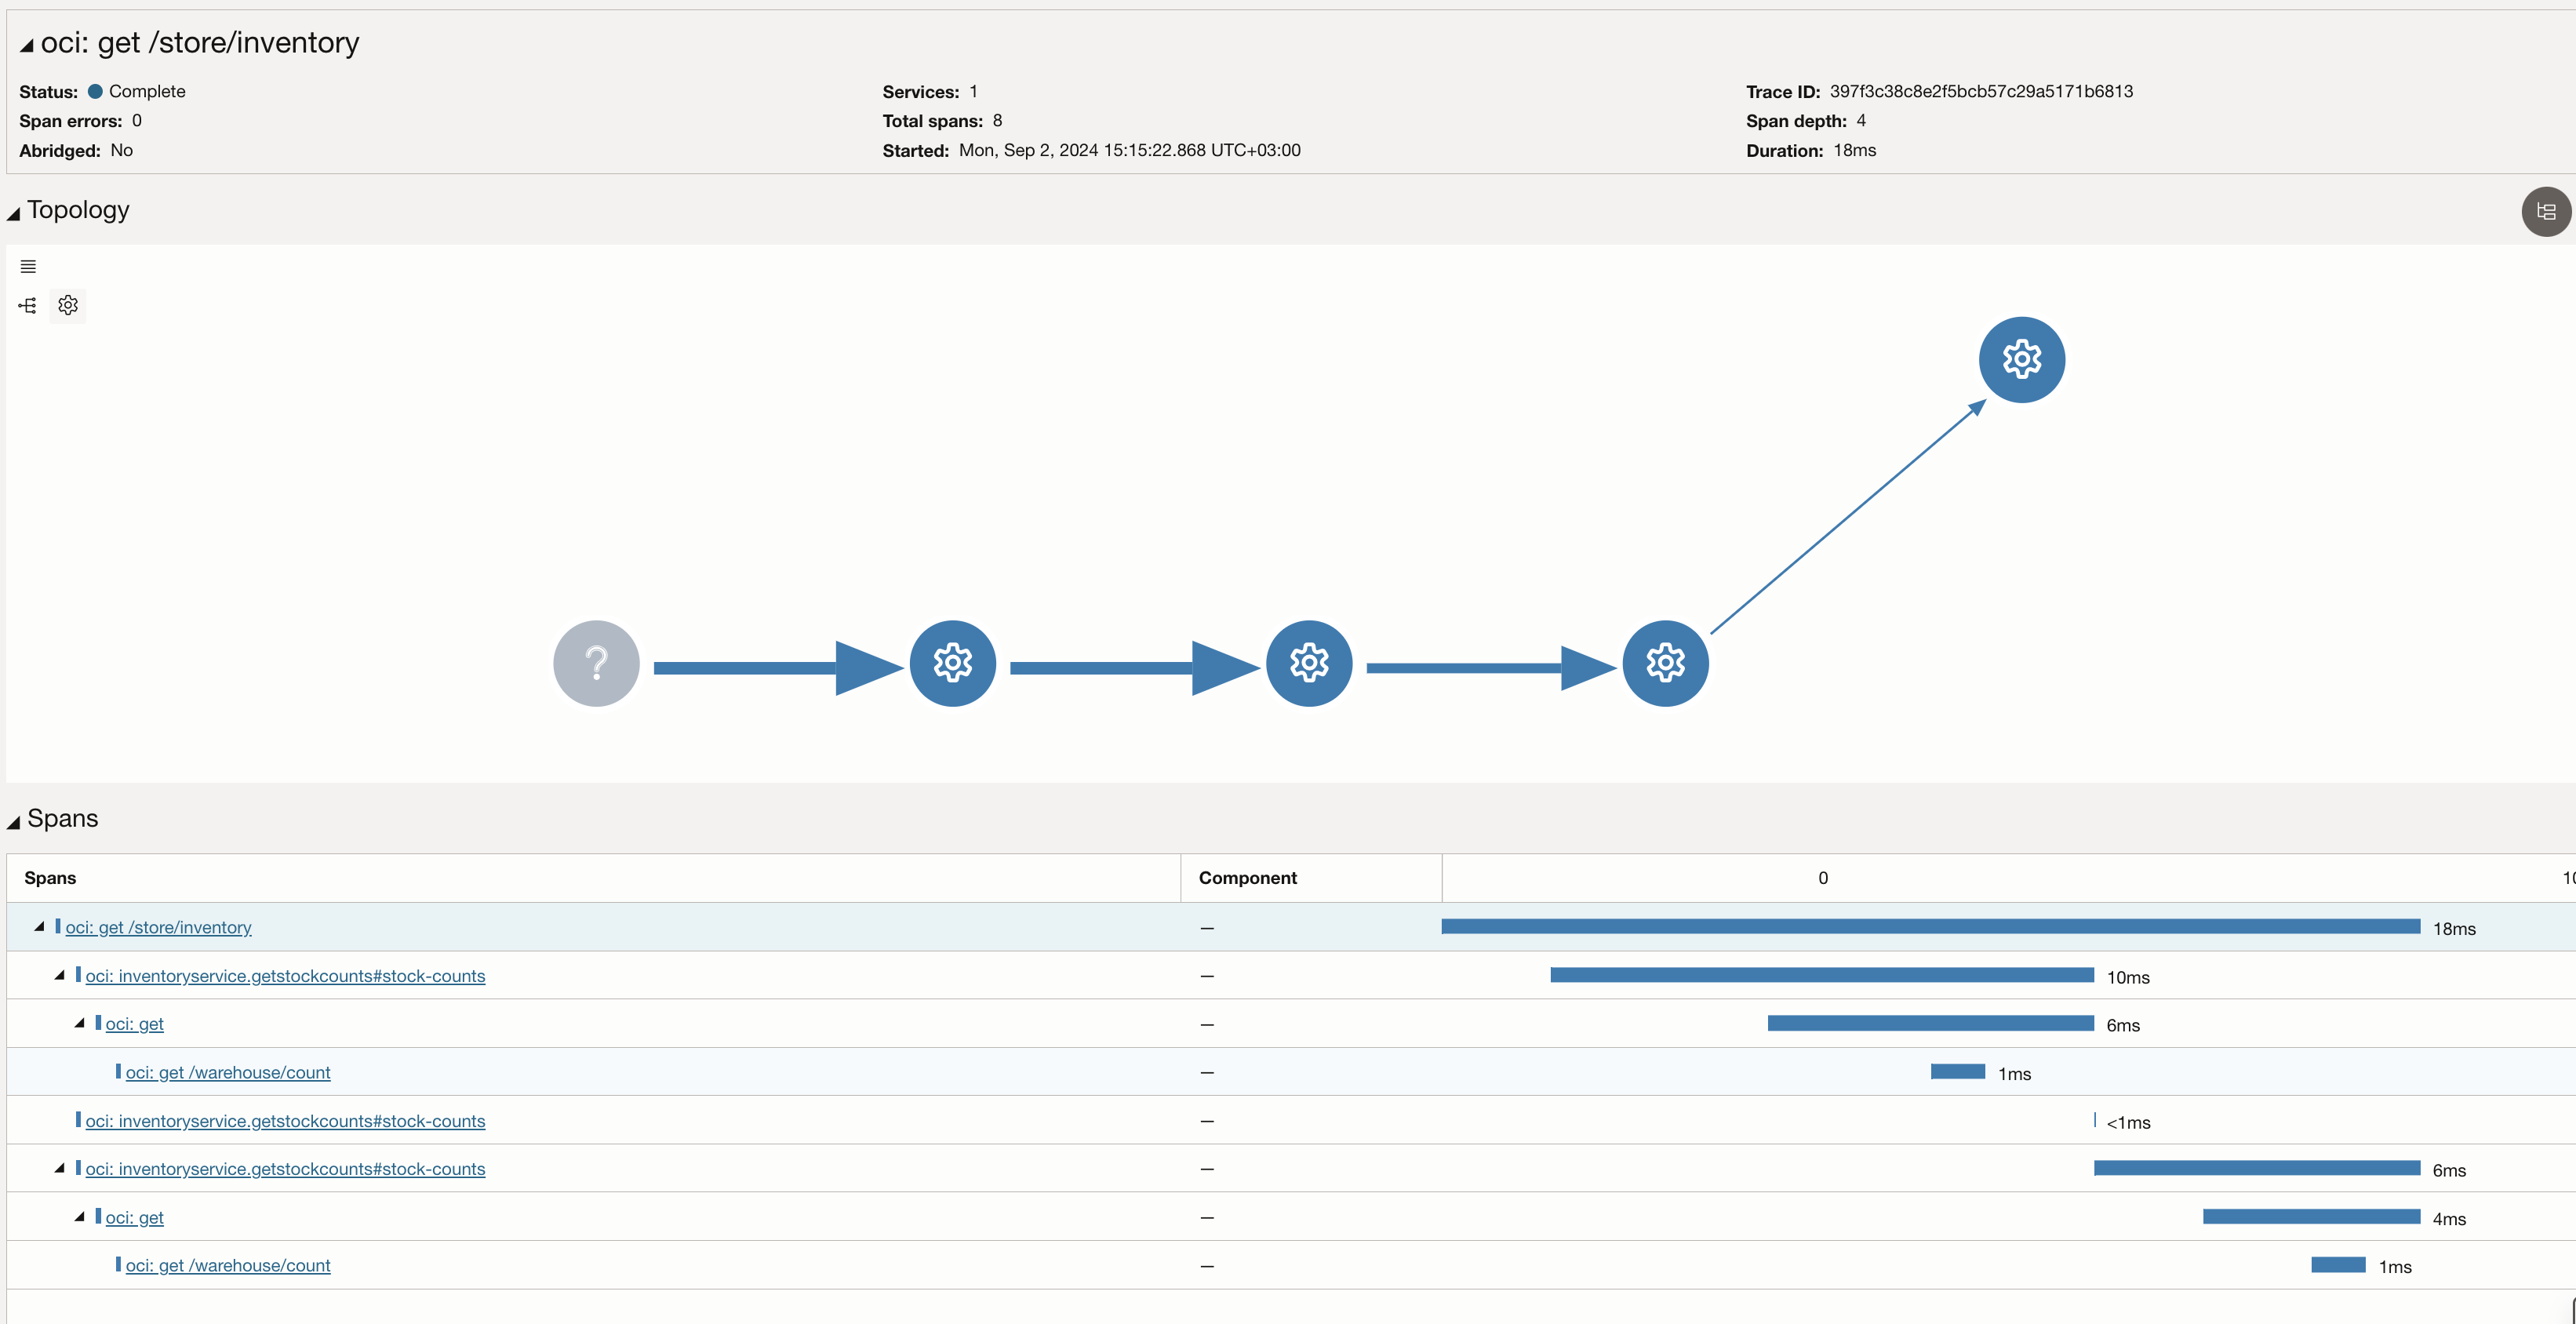 oci: get /store/inventory
Status: Complete
Services: 1
Trace ID: 397f3c38c8e2f5bcb57c29a5171b6813
Span errors: 0
Total spans: 8
Span depth: 4
Abridged: No
Started: Mon, Sep 2, 2024 15:15:22.868 UTC+03:00
Duration: 18ms
Topology
?
Spans
Spans Component 0 10
oci: get /store/inventory — 18ms
oci: inventoryservice.getstockcounts#stock-counts — 10ms
oci: get — 6ms
oci: get /warehouse/count — 1ms
oci: inventoryservice.getstockcounts#stock-counts — <1ms
oci: inventoryservice.getstockcounts#stock-counts — 6ms
oci: get — 4ms
oci: get /warehouse/count — 1ms